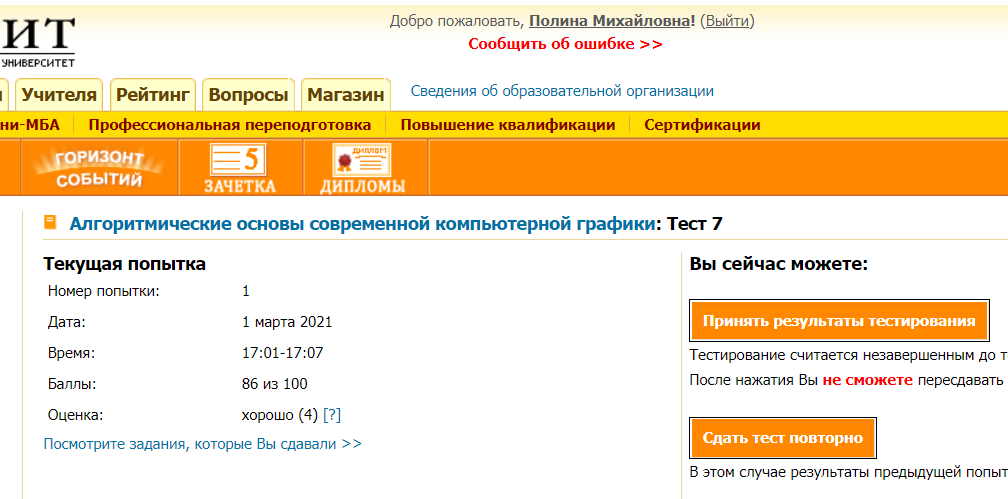 ИТ
УНИВЕРСИТЕТ
Добро пожаловать, Полина Михайловна! (Выйти)
Сообщить об ошибке >>
Учителя
Рейтинг
Вопросы
Магазин
Сведения об образовательной организации
ни-МБА
Профессиональная переподготовка
Повышение квалификации
Сертификации
ГОРИЗОНТ
СОБЫТИЙ
5
ЗАЧЕТКА
ДИПЛОМ
ДИПЛОМЫ
Алгоритмические основы современной компьютерной графики: Тест 7
Текущая попытка
Номер попытки: 1
Дата: 1 марта 2021
Время: 17:01-17:07
Баллы: 86 из 100
Оценка: хорошо (4) [?]
Посмотрите задания, которые Вы сдавали >>
Вы сейчас можете:
Принять результаты тестирования
Тестирование считается незавершенным до т
После нажатия Вы не сможете пересдавать
Сдать тест повторно
В этом случае результаты предыдущей попыт